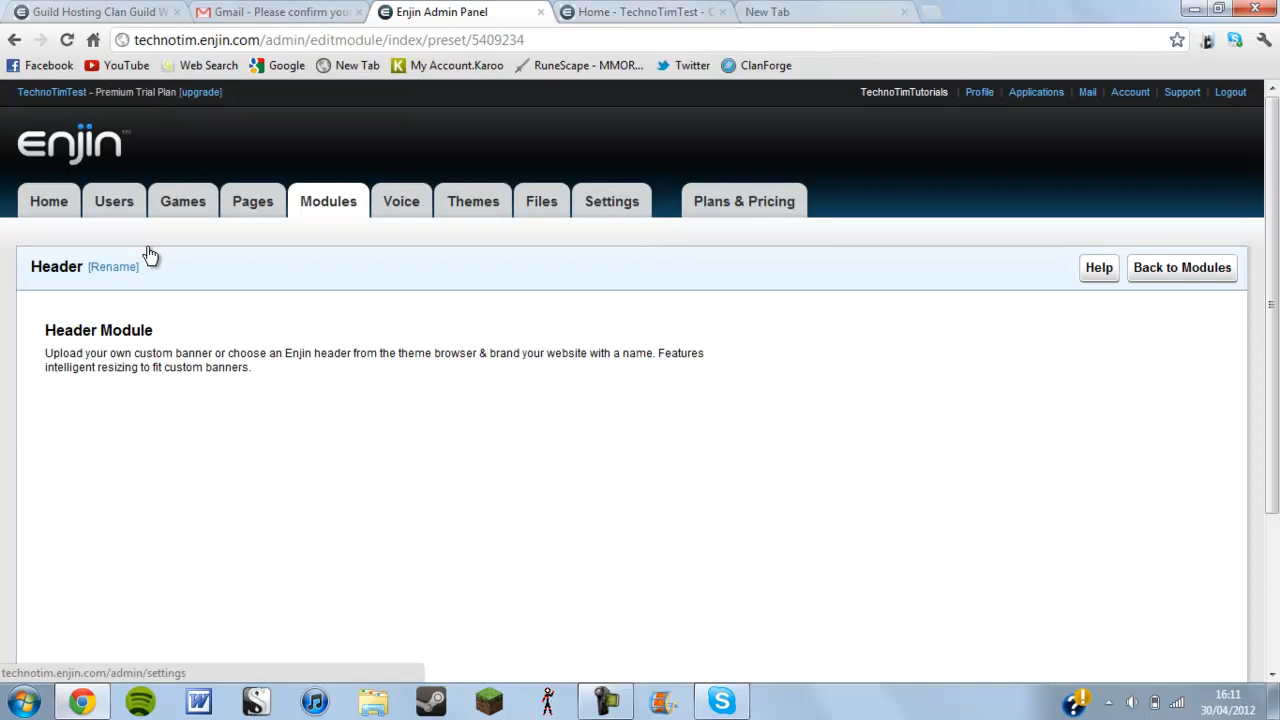 Guild Hosting Clan Guild W
Gmail - Please confirm your
Enjin Admin Panel
Home - TechnoTimTest - C
New Tab
technotim.enjin.com/admin/editmodule/index/preset/5409234
Facebook
YouTube
Web Search
Google
New Tab
My Account.Karoo
RuneScape - MMOR...
Twitter
ClanForge
TechnoTimTest - Premium Trial Plan [upgrade]
TechnoTimTutorials | Profile | Applications | Mail | Account | Support | Logout
enjin™
Home
Users
Games
Pages
Modules
Voice
Themes
Files
Settings
Plans & Pricing
Header [Rename]
Help
Back to Modules
Header Module
Upload your own custom banner or choose an Enjin header from the theme browser & brand your website with a name. Features
intelligent resizing to fit custom banners.
technotim.enjin.com/admin/settings
16:11
30/04/2012